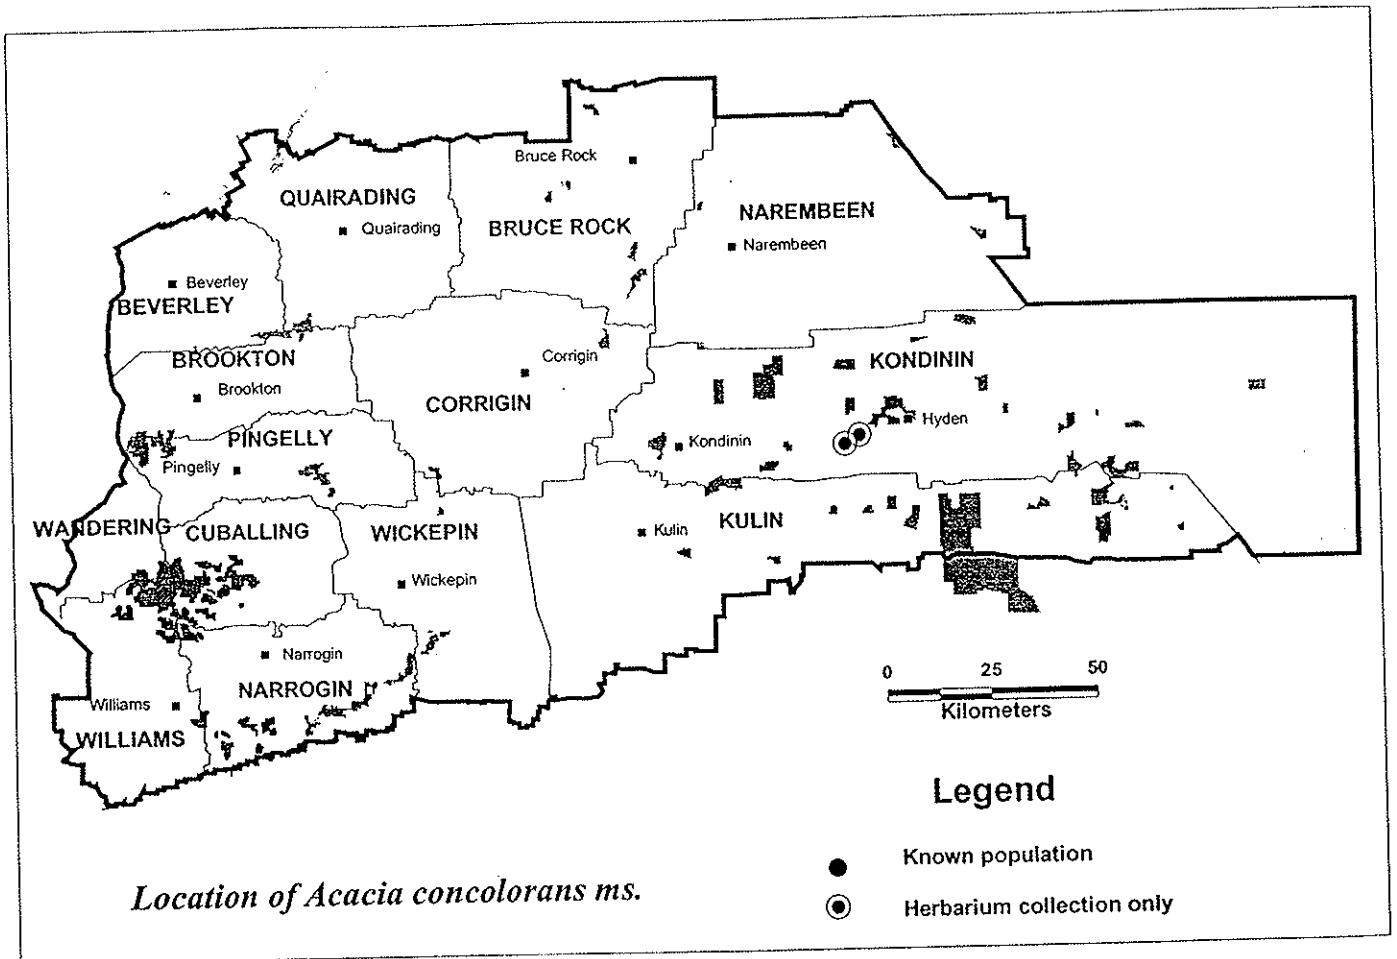 Bruce Rock
QUAIRADING
Quairading
BRUCE ROCK
NAREMBEEN
Narembeen
Beverley
BEVERLEY
BROOKTON
Brookton
Corrigin
CORRIGIN
KONDININ
Hyden
Kondinin
PINGELLY
Pingelly
WANDERING
CUBALLING
WICKEPIN
Wickepin
Kulin
KULIN
Narrogin
NARROGIN
Williams
WILLIAMS
0 25 50
Kilometers
Legend
Known population
Herbarium collection only
Location of Acacia concolorans ms.